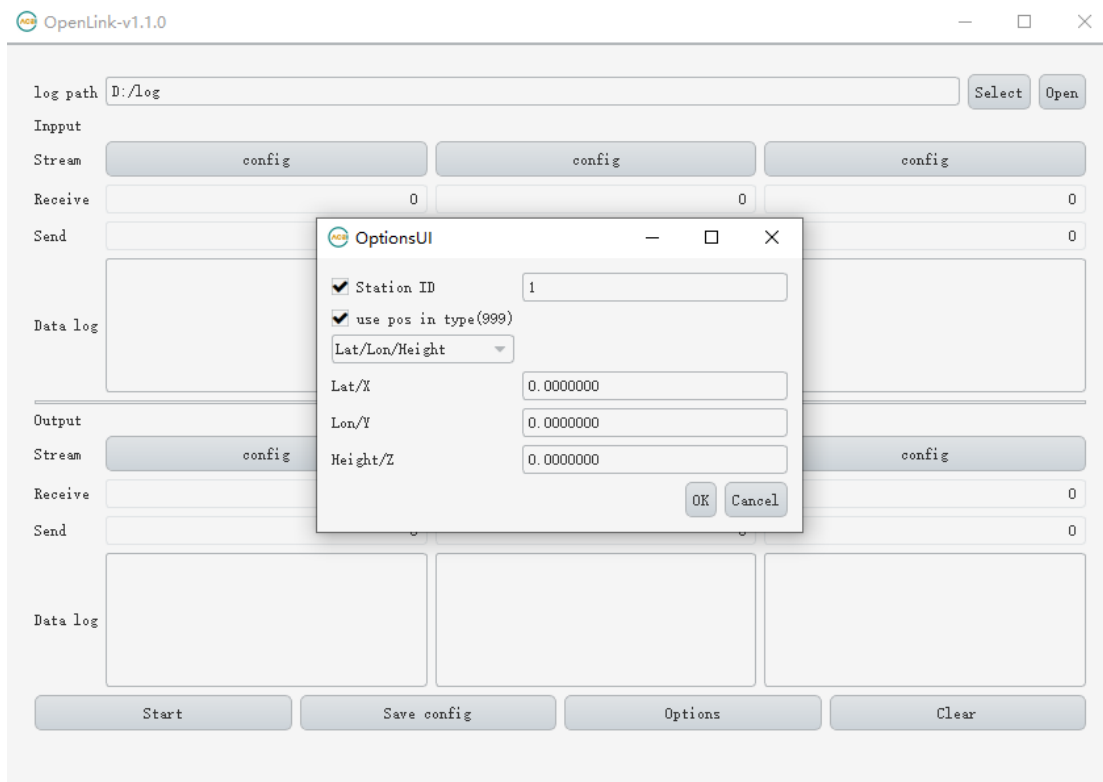 OpenLink-v1.1.0
log path D:/log Select Open
Inpput
Stream config config config
Receive 0 0 0
Send 0
OptionsUI
Station ID 1
use pos in type(999)
Lat/Lon/Height
Lat/X 0.0000000
Lon/Y 0.0000000
Height/Z 0.0000000
OK Cancel
Data log
Output
Stream config config
Receive 0
Send 0
Data log
Start Save config Options Clear